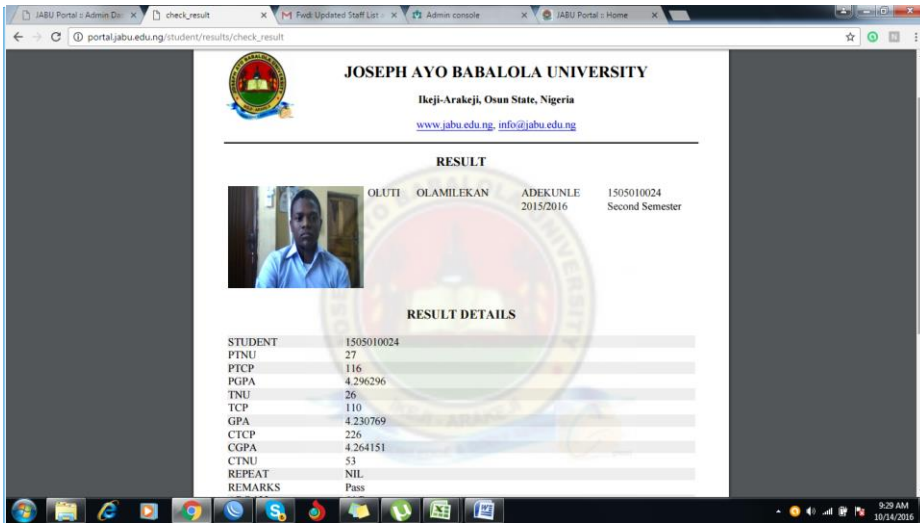 JABU Portal :: Admin Da
check_result
Fwd: Updated Staff List
Admin console
JABU Portal :: Home
portal.jabu.edu.ng/student/results/check_result
JOSEPH AYO BABALOLA UNIVERSITY
Ikeji-Arakeji, Osun State, Nigeria
www.jabu.edu.ng, info@jabu.edu.ng
RESULT
OLUTI OLAMILEKAN ADEKUNLE 1505010024
2015/2016 Second Semester
RESULT DETAILS
STUDENT 1505010024
PTNU 27
PTCP 116
PGPA 4.296296
TNU 26
TCP 110
GPA 4.230769
CTCP 226
CGPA 4.264151
CTNU 53
REPEAT NIL
REMARKS Pass
9:29 AM
10/14/2016